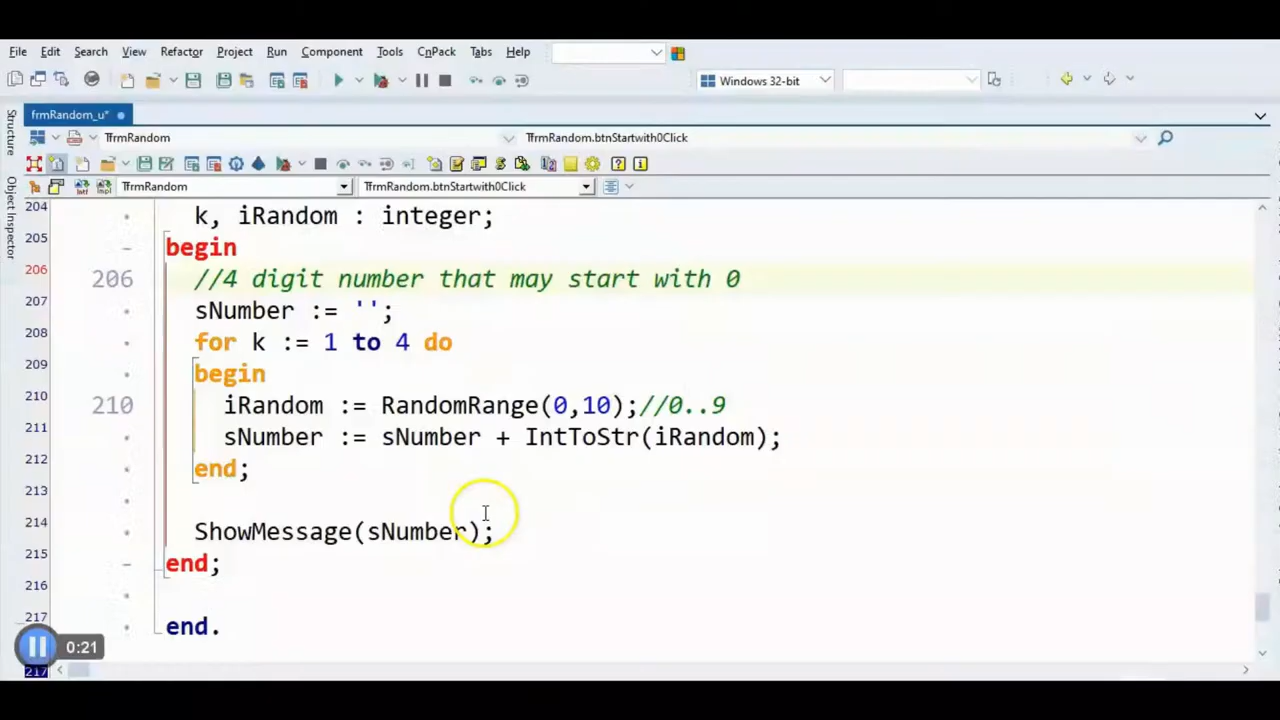 File Edit Search View Refactor Project Run Component Tools CnPack Tabs Help
Windows 32-bit
frmRandom_u*
TfrmRandom TfrmRandom.btnStartwith0Click
TfrmRandom TfrmRandom.btnStartwith0Click
Structure
Object Inspector
204 k, iRandom : integer;
205 begin
206 206 //4 digit number that may start with 0
207 sNumber := '';
208 for k := 1 to 4 do
209 begin
210 210 iRandom := RandomRange(0,10);//0..9
211 sNumber := sNumber + IntToStr(iRandom);
212 end;
213
214 ShowMessage(sNumber);
215 end;
216
217 end.
0:21
217